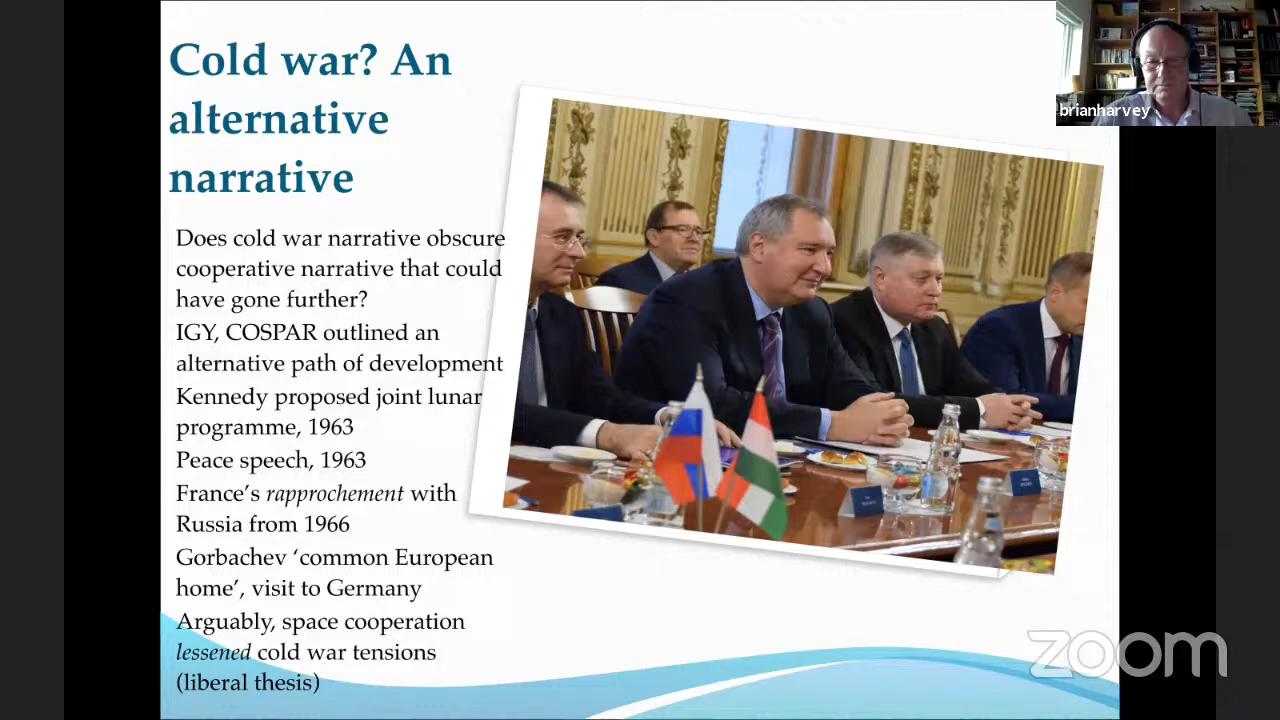 Cold war? An
alternative
narrative
Does cold war narrative obscure
cooperative narrative that could
have gone further?
IGY, COSPAR outlined an
alternative path of development
Kennedy proposed joint lunar
programme, 1963
Peace speech, 1963
France’s rapprochement with
Russia from 1966
Gorbachev ‘common European
home’, visit to Germany
Arguably, space cooperation
lessened cold war tensions
(liberal thesis)
brianharvey
zoom